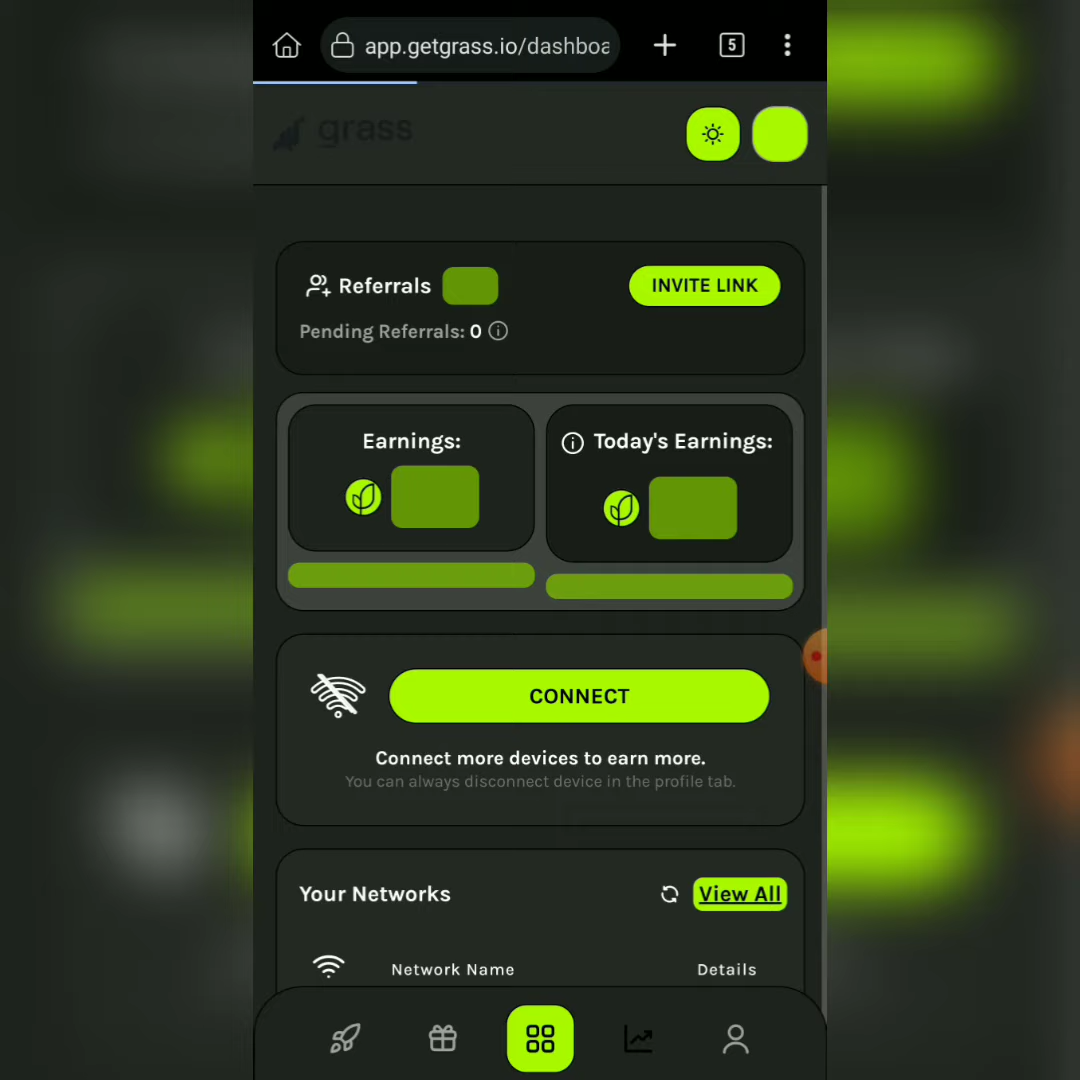 app.getgrass.io/dashboa
5
grass
Referrals
INVITE LINK
Pending Referrals: 0
Earnings:
Today's Earnings:
CONNECT
Connect more devices to earn more.
You can always disconnect device in the profile tab.
Your Networks
View All
Network Name
Details